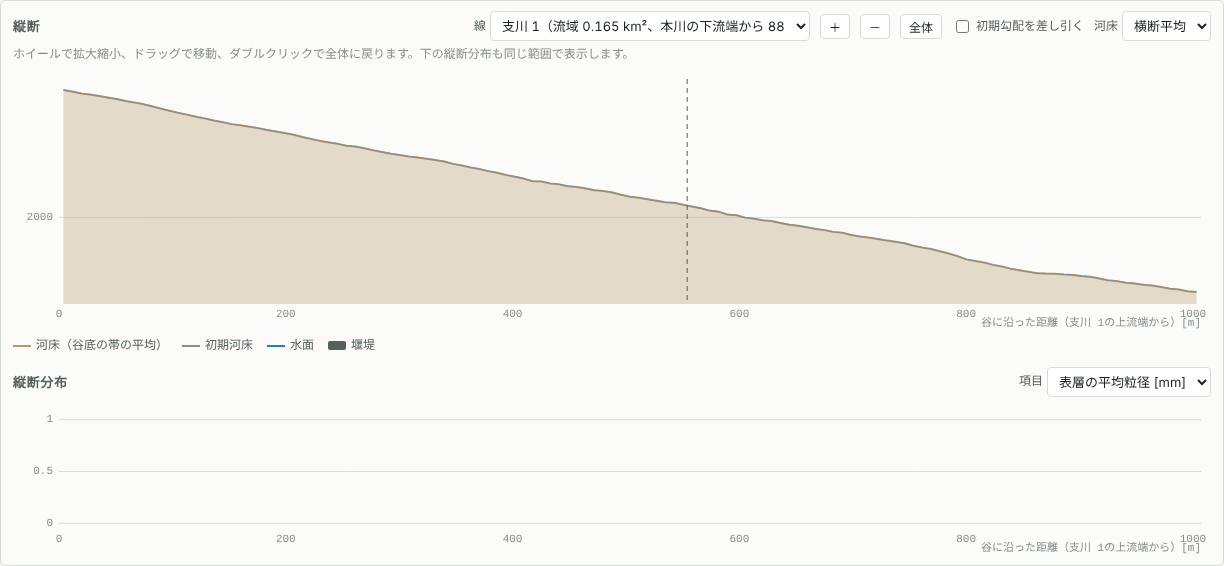 縦断 線 支川 1（流域 0.165 km²、本川の下流端から 88 ＋ － 全体 初期勾配を差し引く 河床 横断平均
ホイールで拡大縮小、ドラッグで移動、ダブルクリックで全体に戻ります。下の縦断分布も同じ範囲で表示します。
2000
0 200 400 600 800 1000
谷に沿った距離（支川 1の上流端から）[m]
河床（谷底の帯の平均） 初期河床 水面 堰堤
縦断分布 項目 表層の平均粒径 [mm]
1
0.5
0
0 200 400 600 800 1000
谷に沿った距離（支川 1の上流端から）[m]